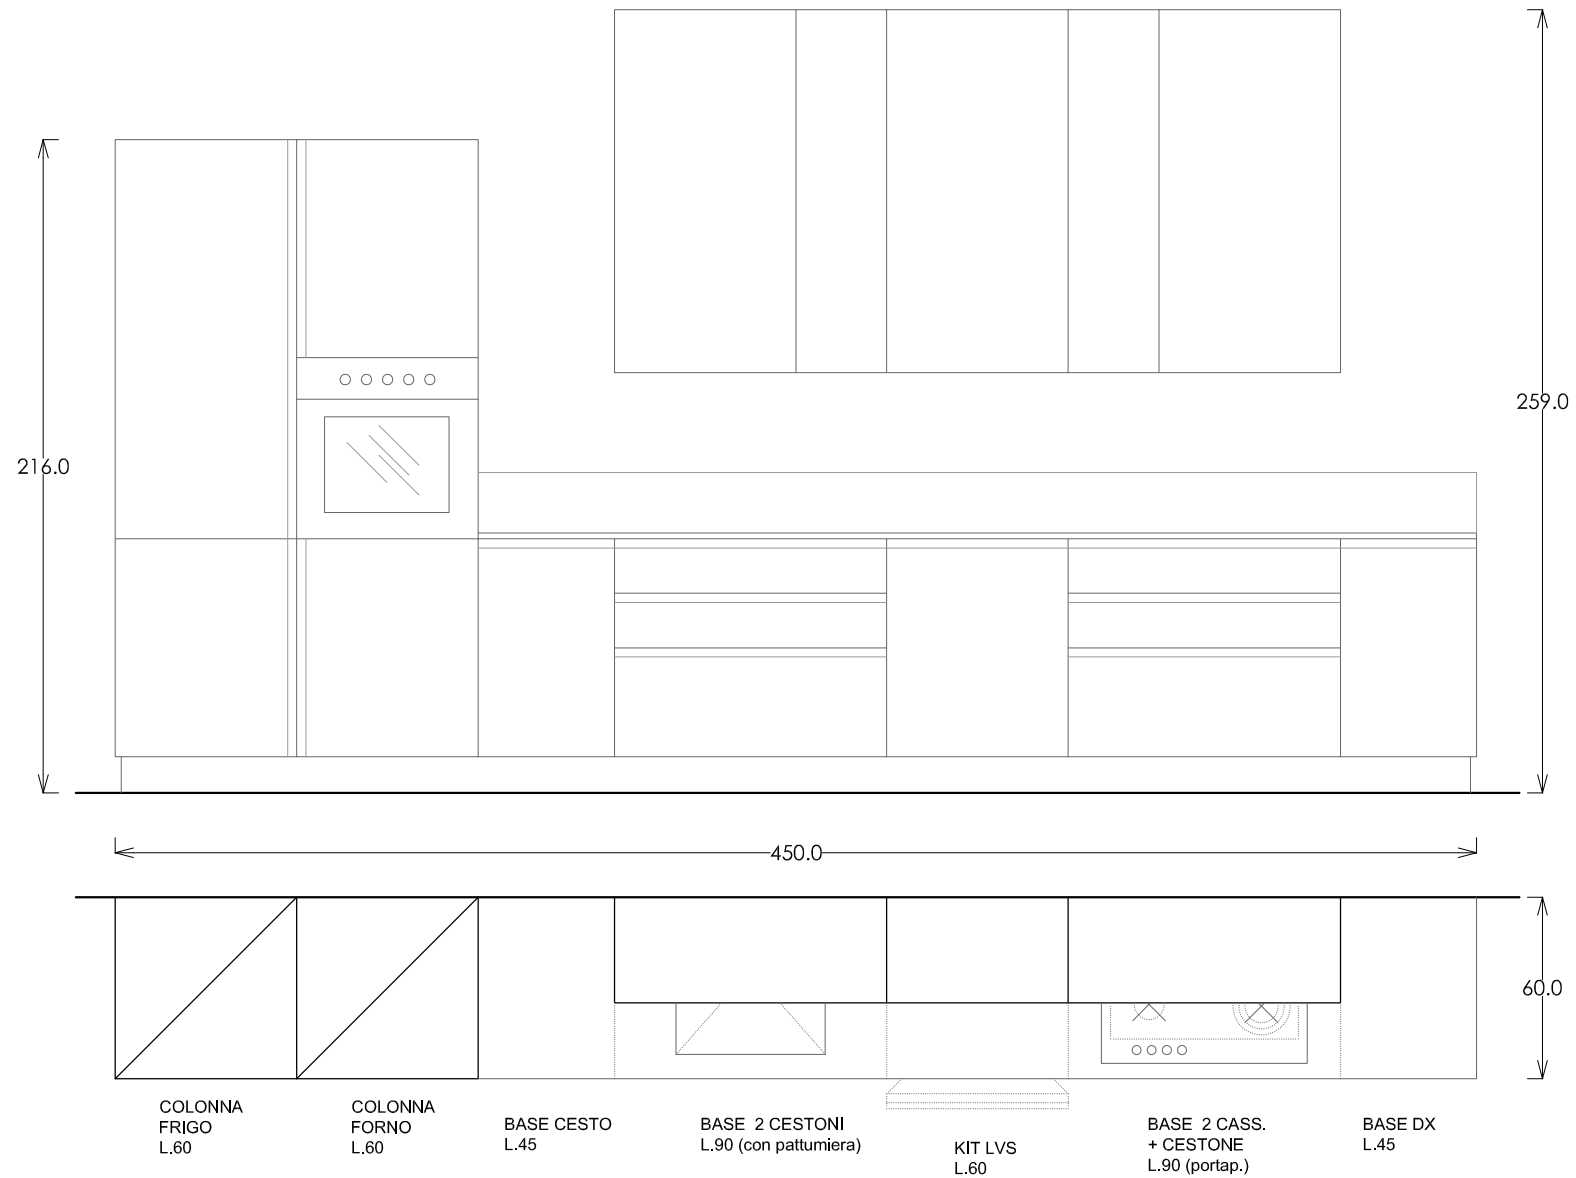 259.0
216.0
450.0
60.0
COLONNA
FRIGO
L.60
COLONNA
FORNO
L.60
BASE CESTO
L.45
BASE 2 CESTONI
L.90 (con pattumiera)
KIT LVS
L.60
BASE 2 CASS.
+ CESTONE
L.90 (portap.)
BASE DX
L.45